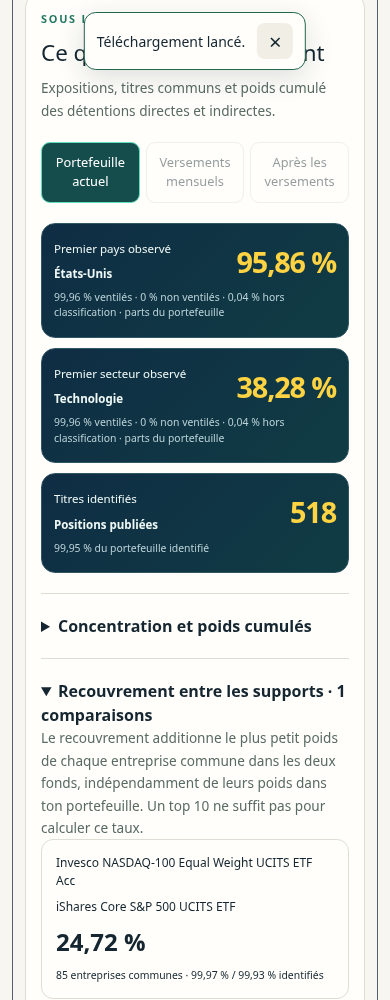 SOUS L
Téléchargement lancé. ✕
Ce q nt
Expositions, titres communs et poids cumulé
des détentions directes et indirectes.
Portefeuille
actuel
Versements
mensuels
Après les
versements
Premier pays observé
États-Unis
95,86 %
99,96 % ventilés · 0 % non ventilés · 0,04 % hors
classification · parts du portefeuille
Premier secteur observé
Technologie
38,28 %
99,96 % ventilés · 0 % non ventilés · 0,04 % hors
classification · parts du portefeuille
Titres identifiés
Positions publiées
518
99,95 % du portefeuille identifié
▶ Concentration et poids cumulés
▼ Recouvrement entre les supports · 1
comparaisons
Le recouvrement additionne le plus petit poids
de chaque entreprise commune dans les deux
fonds, indépendamment de leurs poids dans
ton portefeuille. Un top 10 ne suffit pas pour
calculer ce taux.
Invesco NASDAQ-100 Equal Weight UCITS ETF
Acc
iShares Core S&P 500 UCITS ETF
24,72 %
85 entreprises communes · 99,97 % / 99,93 % identifiés